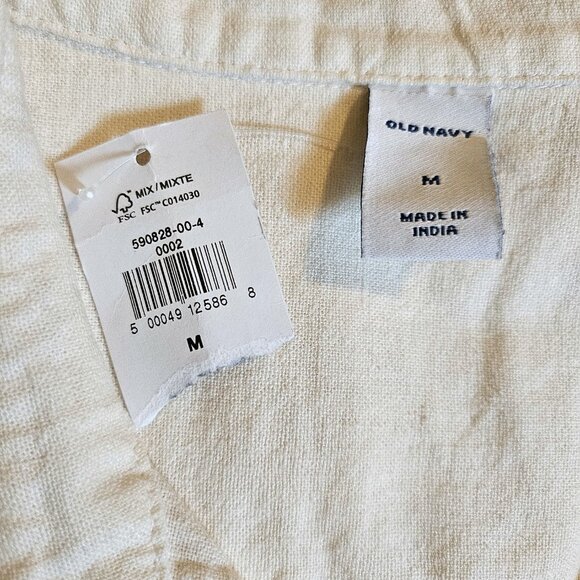 MIX / MIXTE
FSC™ C014030
FSC
590828-00-4
0002
5 00049 12586 8
M
OLD NAVY
M
MADE IN
INDIA